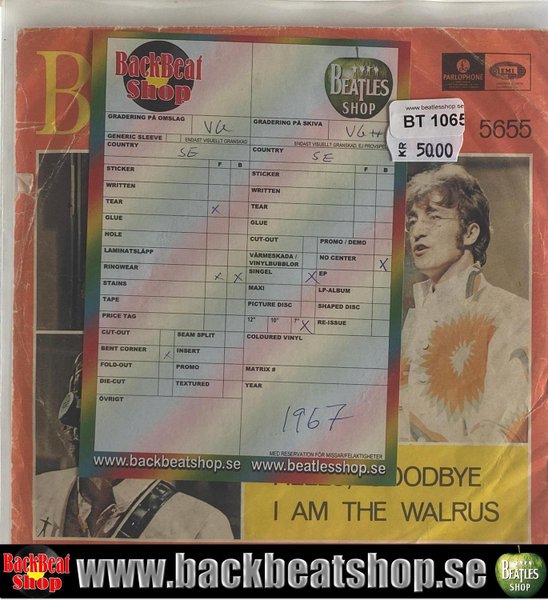 BackBeat
Shop
BEATLES
SHOP
PARLOPHONE
EMI
B
www.beatlesshop.se
BT 1065
KR 50.00
5655
GRADERING PÅ OMSLAG VG
GRADERING PÅ SKIVA VG++
GENERIC SLEEVE ENDAST VISUELLT GRANSKAD
ENDAST VISUELLT GRANSKAD, EJ PROVSPE
COUNTRY SE
COUNTRY SE
F B
F B
STICKER
STICKER
WRITTEN
WRITTEN
TEAR X
TEAR
GLUE
GLUE
HOLE
CUT-OUT PROMO / DEMO
LAMINATSLÄPP
VÄRMESKADA / VINYLBUBBLOR NO CENTER X
RINGWEAR X X
SINGEL X EP
STAINS
MAXI LP-ALBUM
TAPE
PICTURE DISC SHAPED DISC
PRICE TAG
12" 10" 7" X RE-ISSUE
CUT-OUT SEAM SPLIT
COLOURED VINYL
BENT CORNER X INSERT
FOLD-OUT PROMO
MATRIX #
DIE-CUT TEXTURED
YEAR
ÖVRIGT
1967
MED RESERVATION FÖR MISSAR/FELAKTIGHETER
www.backbeatshop.se www.beatlesshop.se
OODBYE
I AM THE WALRUS
BackBeat
Shop
www.backbeatshop.se
BEATLES
SHOP